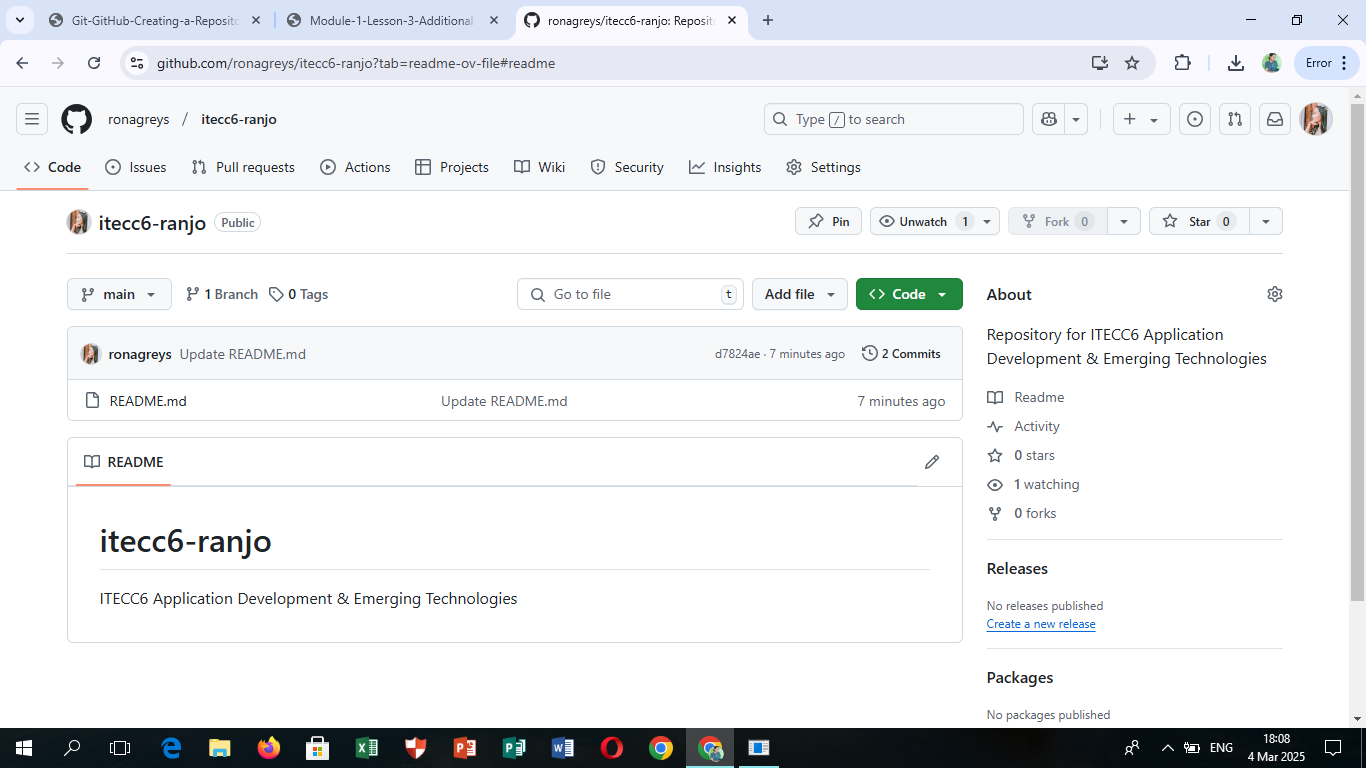 Git-GitHub-Creating-a-Reposito
Module-1-Lesson-3-Additional
ronagreys/itecc6-ranjo: Reposit
github.com/ronagreys/itecc6-ranjo?tab=readme-ov-file#readme
Error
ronagreys / itecc6-ranjo
Type / to search
Code Issues Pull requests Actions Projects Wiki Security Insights Settings
itecc6-ranjo Public
Pin Unwatch 1 Fork 0 Star 0
main 1 Branch 0 Tags Go to file t Add file Code
ronagreys Update README.md d7824ae · 7 minutes ago 2 Commits
README.md Update README.md 7 minutes ago
README
itecc6-ranjo
ITECC6 Application Development & Emerging Technologies
About
Repository for ITECC6 Application
Development & Emerging Technologies
Readme
Activity
0 stars
1 watching
0 forks
Releases
No releases published
Create a new release
Packages
No packages published
ENG
18:08
4 Mar 2025